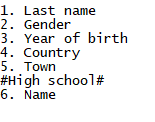 1. Last name
2. Gender
3. Year of birth
4. Country
5. Town
#High school#
6. Name